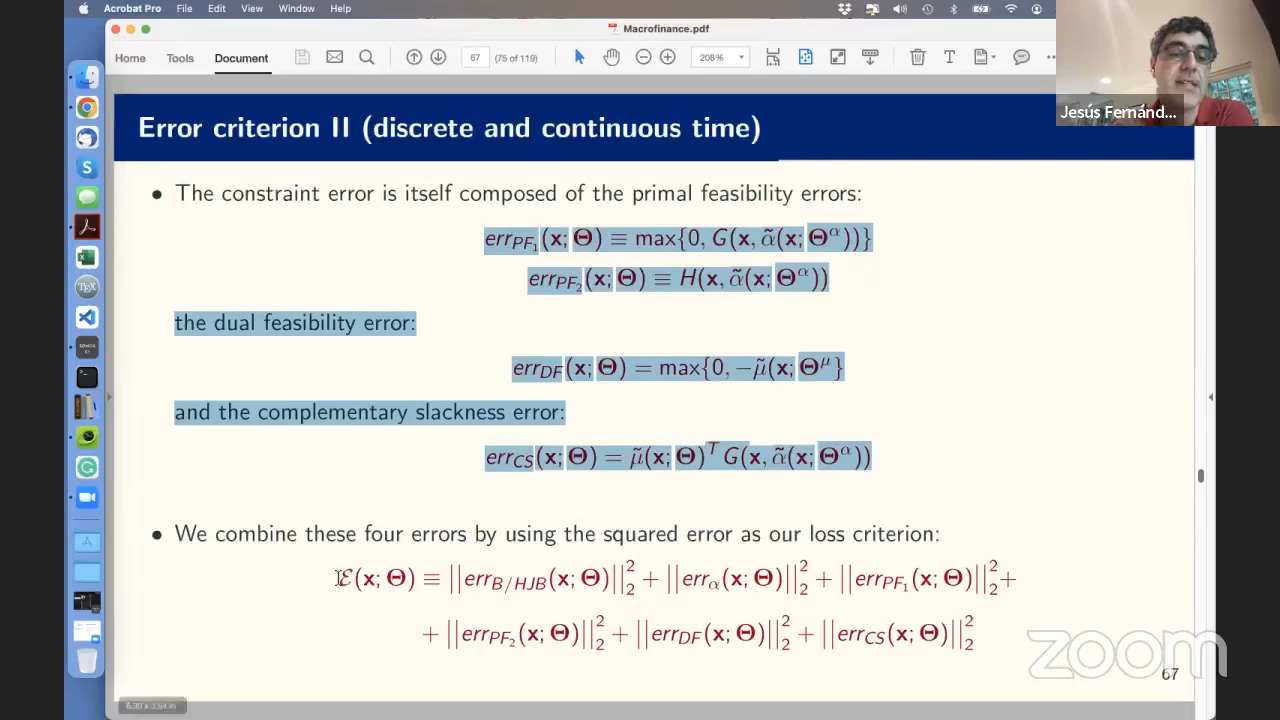 Acrobat Pro File Edit View Window Help
Macrofinance.pdf
Home Tools Document 67 (75 of 119) 208%
Jesús Fernánd...
Error criterion II (discrete and continuous time)
• The constraint error is itself composed of the primal feasibility errors:
err_{PF_1}(x; Θ) ≡ max{0, G(x, α̃(x; Θ^α))}
err_{PF_2}(x; Θ) ≡ H(x, α̃(x; Θ^α))
the dual feasibility error:
err_{DF}(x; Θ) = max{0, −μ̃(x; Θ^μ}
and the complementary slackness error:
err_{CS}(x; Θ) = μ̃(x; Θ)^T G(x, α̃(x; Θ^α))
• We combine these four errors by using the squared error as our loss criterion:
ℰ(x; Θ) ≡ ||err_{B/HJB}(x; Θ)||_2^2 + ||err_α(x; Θ)||_2^2 + ||err_{PF_1}(x; Θ)||_2^2+
+ ||err_{PF_2}(x; Θ)||_2^2 + ||err_{DF}(x; Θ)||_2^2 + ||err_{CS}(x; Θ)||_2^2
zoom
67